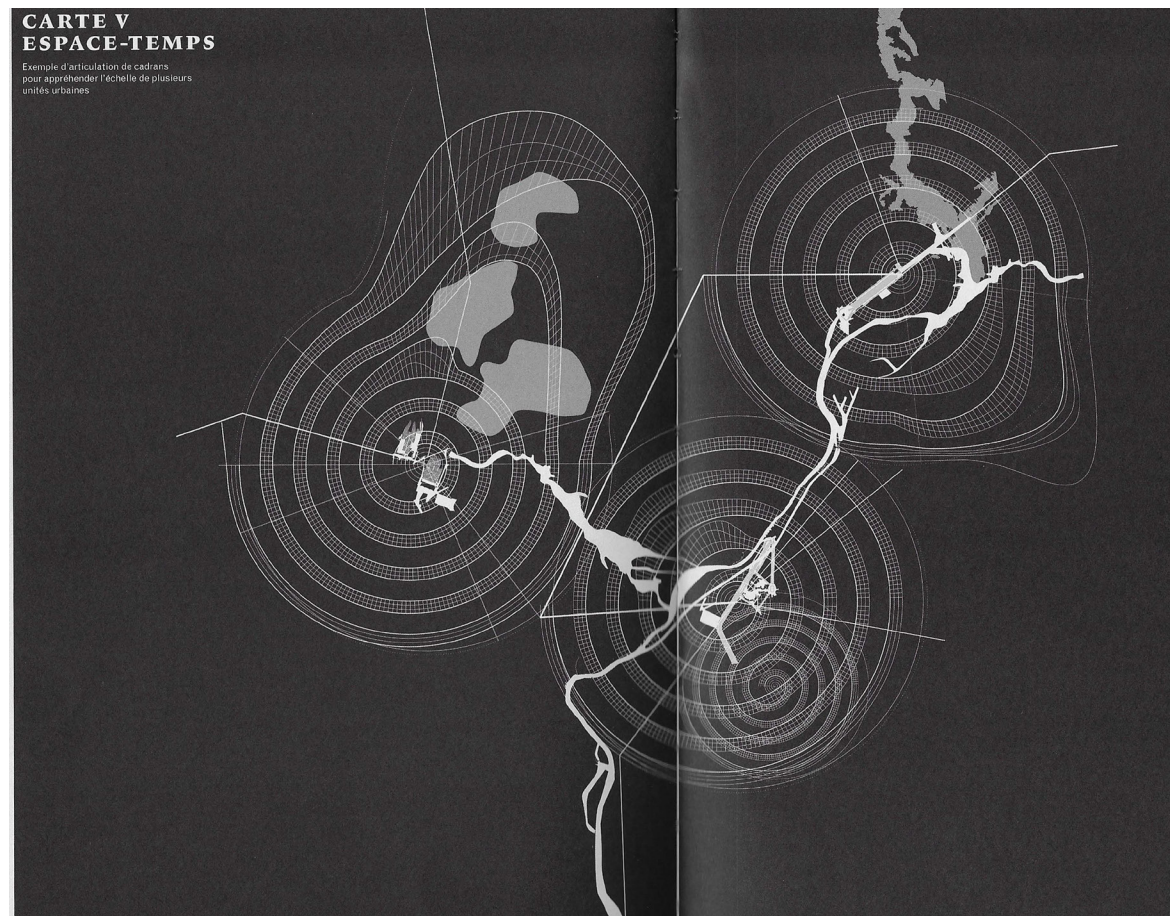 CARTE V
ESPACE-TEMPS
Exemple d'articulation de cadrans
pour appréhender l'échelle de plusieurs
unités urbaines